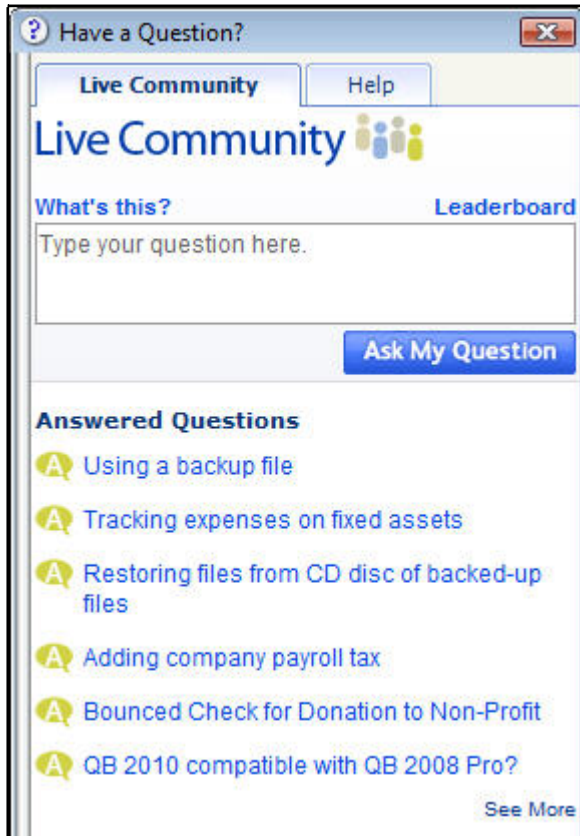 ? Have a Question?
Live Community Help
Live Community
What's this? Leaderboard
Type your question here.
Ask My Question
Answered Questions
A Using a backup file
A Tracking expenses on fixed assets
A Restoring files from CD disc of backed-up
files
A Adding company payroll tax
A Bounced Check for Donation to Non-Profit
A QB 2010 compatible with QB 2008 Pro?
See More